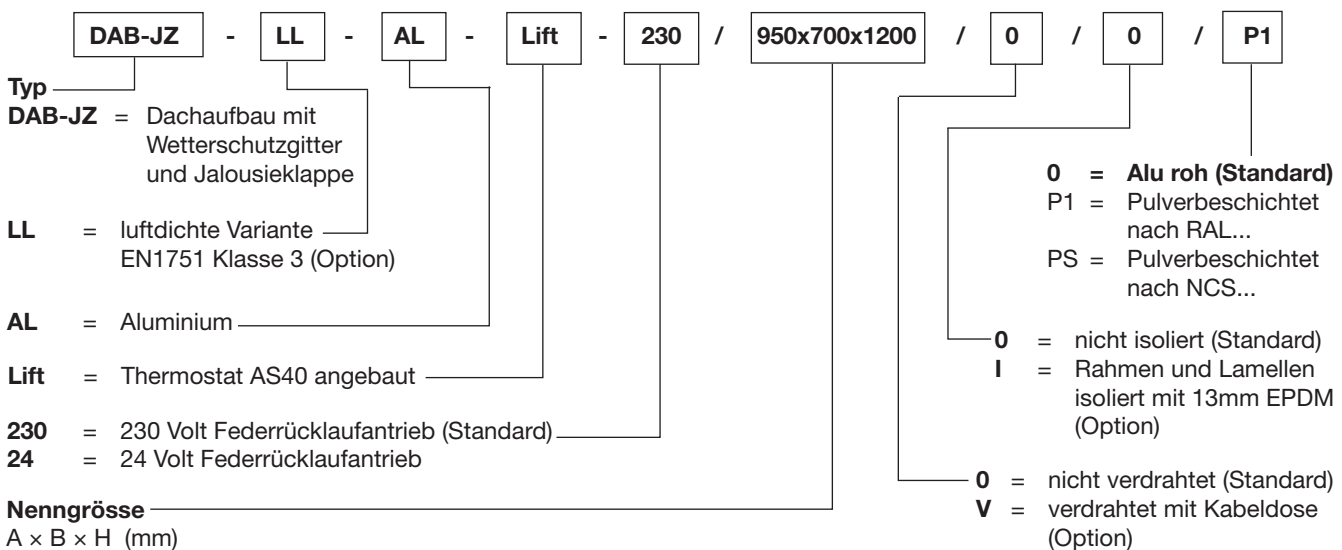 DAB-JZ - LL - AL - Lift - 230 / 950x700x1200 / 0 / 0 / P1
Typ
DAB-JZ = Dachaufbau mit
Wetterschutzgitter
und Jalousieklappe
LL = luftdichte Variante
EN1751 Klasse 3 (Option)
AL = Aluminium
Lift = Thermostat AS40 angebaut
230 = 230 Volt Federrücklaufantrieb (Standard)
24 = 24 Volt Federrücklaufantrieb
Nenngrösse
A × B × H (mm)
0 = Alu roh (Standard)
P1 = Pulverbeschichtet
nach RAL...
PS = Pulverbeschichtet
nach NCS...
0 = nicht isoliert (Standard)
I = Rahmen und Lamellen
isoliert mit 13mm EPDM
(Option)
0 = nicht verdrahtet (Standard)
V = verdrahtet mit Kabeldose
(Option)